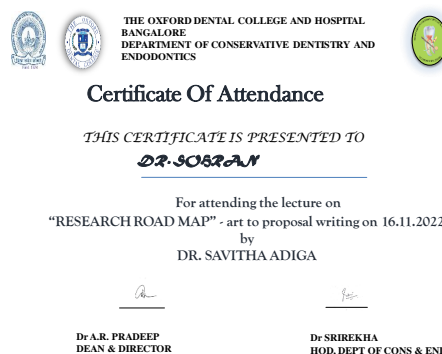 THE OXFORD DENTAL COLLEGE AND HOSPITAL
BANGALORE
DEPARTMENT OF CONSERVATIVE DENTISTRY AND
ENDODONTICS
Certificate Of Attendance
THIS CERTIFICATE IS PRESENTED TO
DR.SOBRAN
For attending the lecture on
“RESEARCH ROAD MAP” - art to proposal writing on 16.11.2022
by
DR. SAVITHA ADIGA
Dr A.R. PRADEEP
DEAN & DIRECTOR
Dr SRIREKHA
HOD, DEPT OF CONS & END